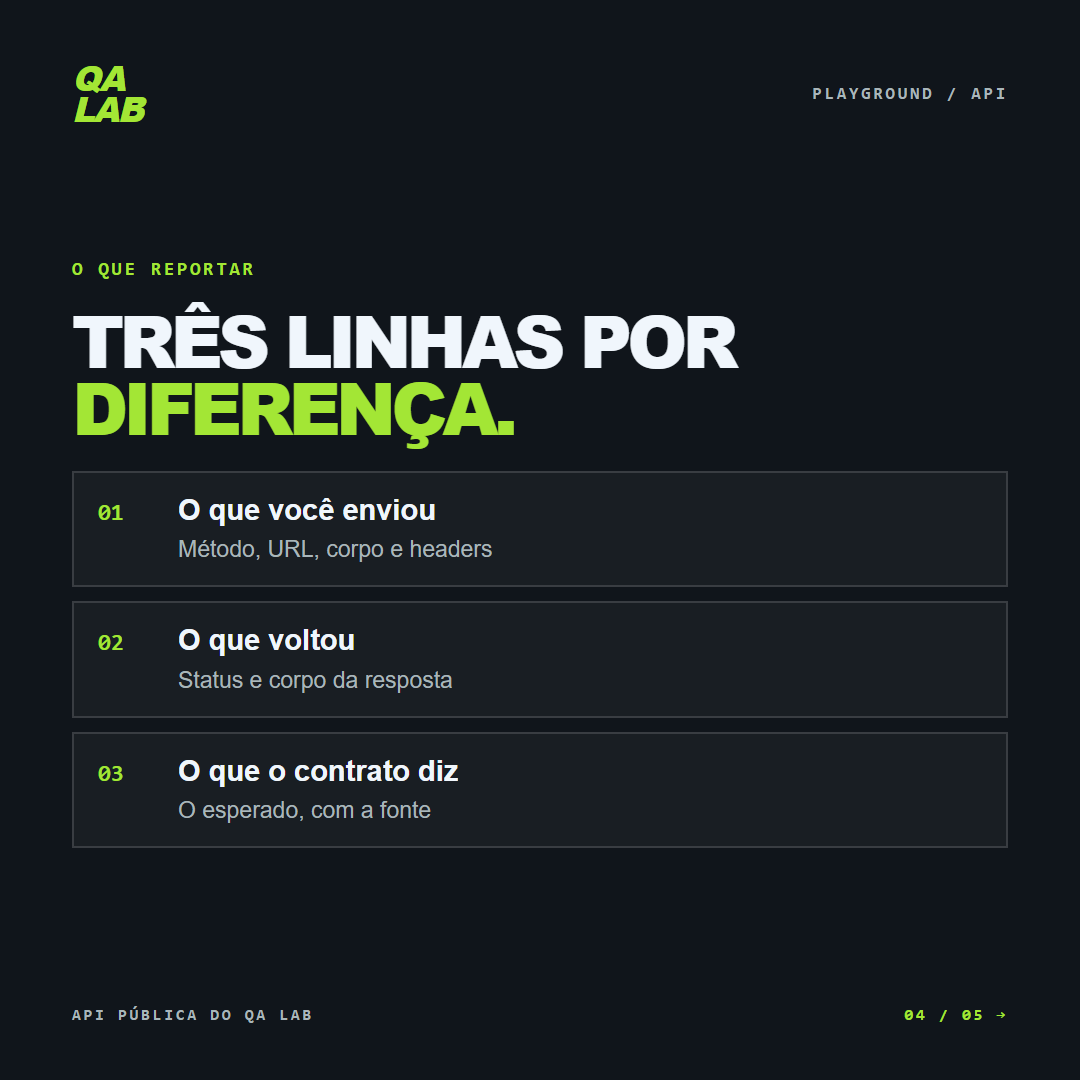 QA
LAB
PLAYGROUND / API
O QUE REPORTAR
TRÊS LINHAS POR
DIFERENÇA.
01
O que você enviou
Método, URL, corpo e headers
02
O que voltou
Status e corpo da resposta
03
O que o contrato diz
O esperado, com a fonte
API PÚBLICA DO QA LAB
04 / 05 →